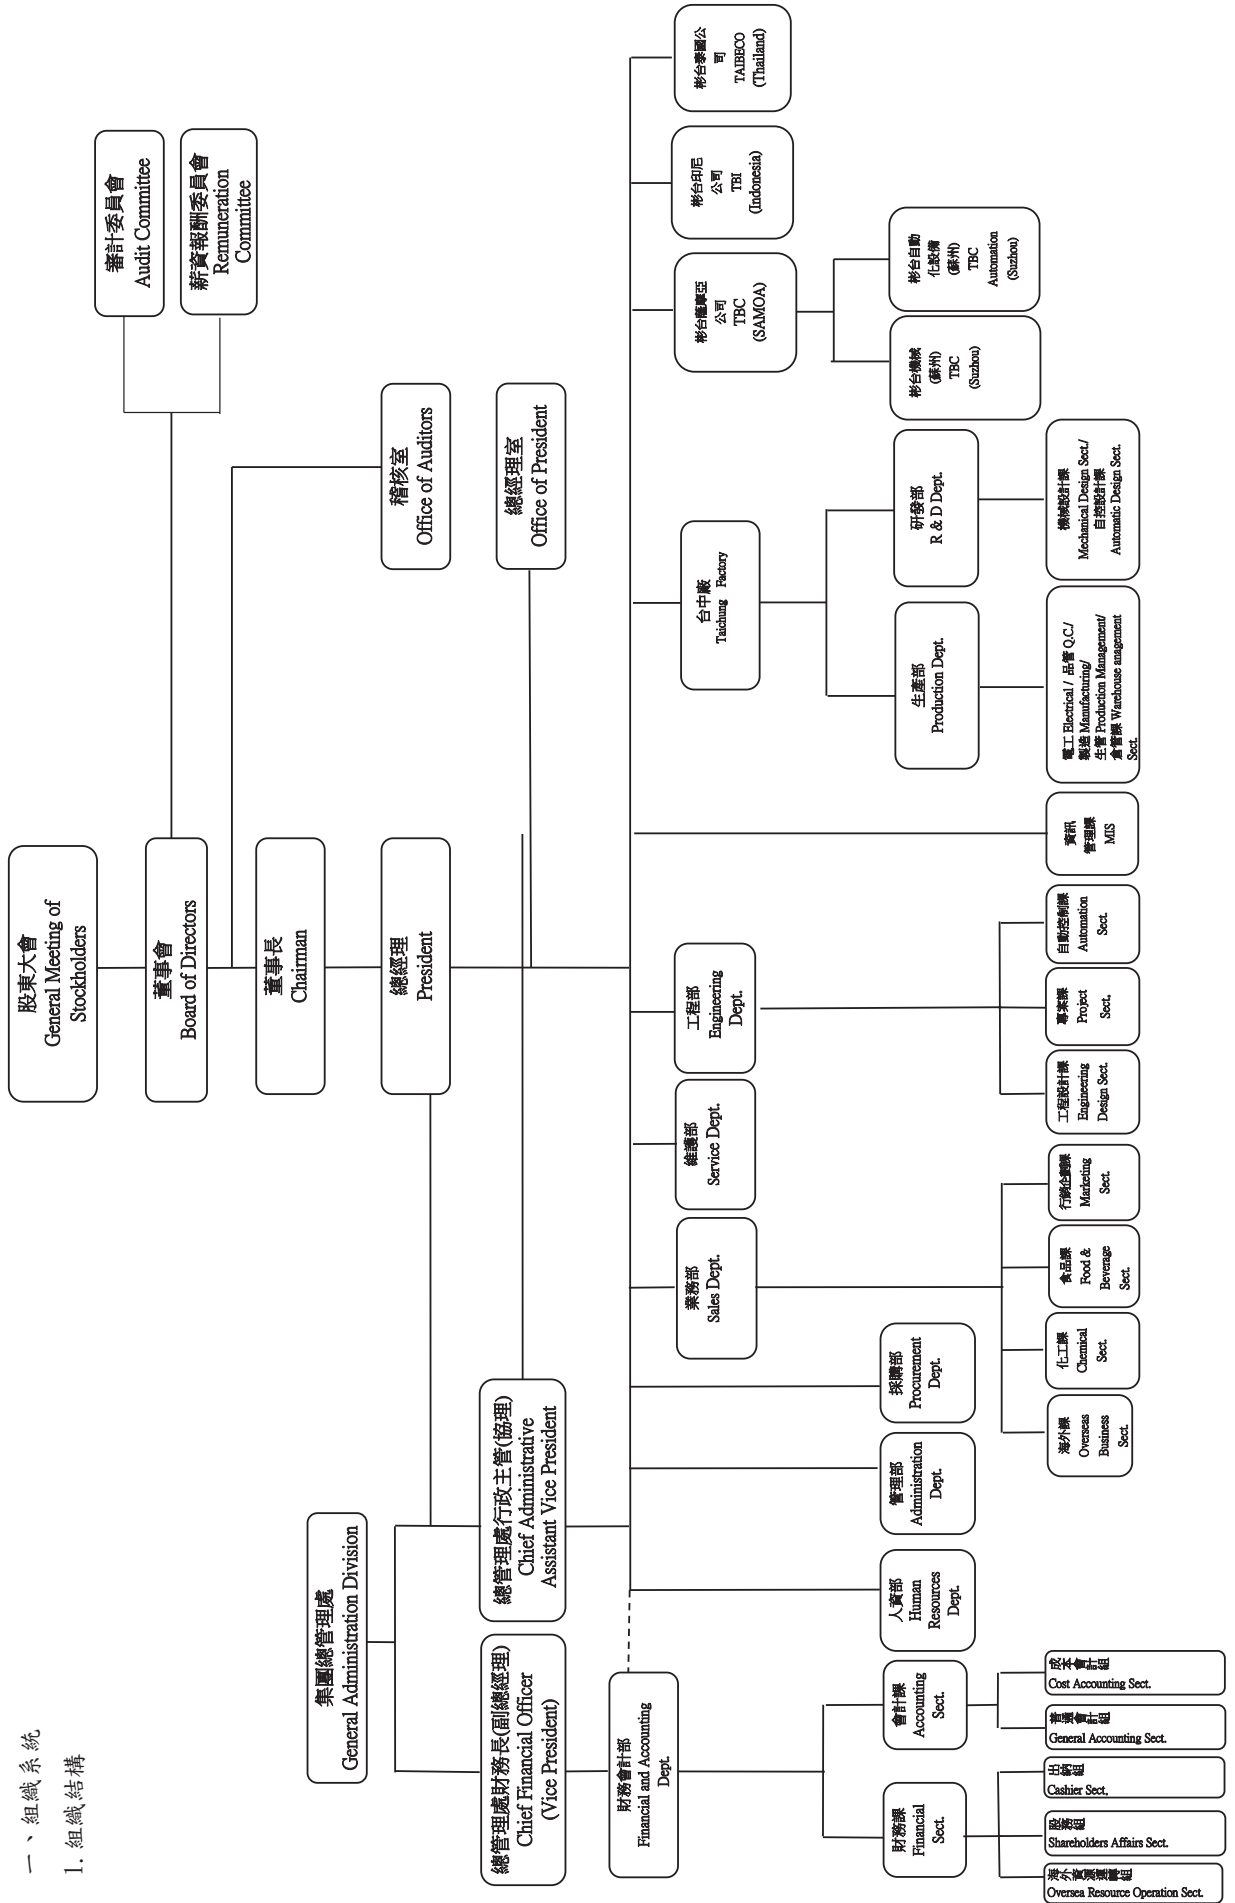 一、組織系統
1. 組織結構
股東大會
General Meeting of
Stockholders
審計委員會
Audit Committee
薪資報酬委員會
Remuneration
Committee
董事會
Board of Directors
稽核室
Office of Auditors
董事長
Chairman
總經理
President
總經理室
Office of President
集團總管理處
General Administration Division
總管理處財務長(副總經理)
Chief Financial Officer
(Vice President)
總管理處行政主管(協理)
Chief Administrative
Assistant Vice President
財務會計部
Financial and Accounting
Dept.
業務部
Sales Dept.
維護部
Service Dept.
工程部
Engineering
Dept.
台中廠
Taichung Factory
彬台薩摩亞
公司
TBC
(SAMOA)
彬台印尼
公司
TBI
(Indonesia)
彬台泰國公
司
TAIBECO
(Thailand)
財務課
Financial
Sect.
會計課
Accounting
Sect.
人資部
Human
Resources
Dept.
管理部
Administration
Dept.
採購部
Procurement
Dept.
生產部
Production Dept.
研發部
R & D Dept.
彬台機械
(蘇州)
TBC
(Suzhou)
彬台自動
化設備
(蘇州)
TBC
Automation
(Suzhou)
海外資源運轉組
Oversea Resource Operation Sect.
股務組
Shareholders Affairs Sect.
出納組
Cashier Sect,
普通會計組
General Accounting Sect.
成本會計組
Cost Accounting Sect.
海外課
Overseas
Business
Sect.
化工課
Chemical
Sect.
食品課
Food &
Beverage
Sect.
行銷企劃課
Marketing
Sect.
工程設計課
Engineering
Design Sect.
專案課
Project
Sect.
自動控制課
Automation
Sect.
資訊
管理課
MIS
電工 Electrical / 品管 Q.C./
製造 Manufacturing/
生管 Production Management/
倉管課 Warehouse anagement
Sect.
機械設計課
Mechanical Design Sect./
自控設計課
Automatic Design Sect.